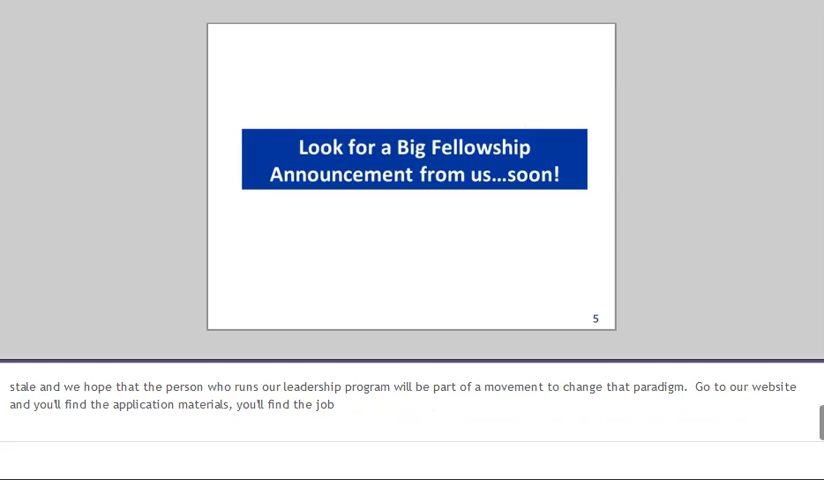 Look for a Big Fellowship
Announcement from us...soon!
5
stale and we hope that the person who runs our leadership program will be part of a movement to change that paradigm.  Go to our website
and you'll find the application materials, you'll find the job